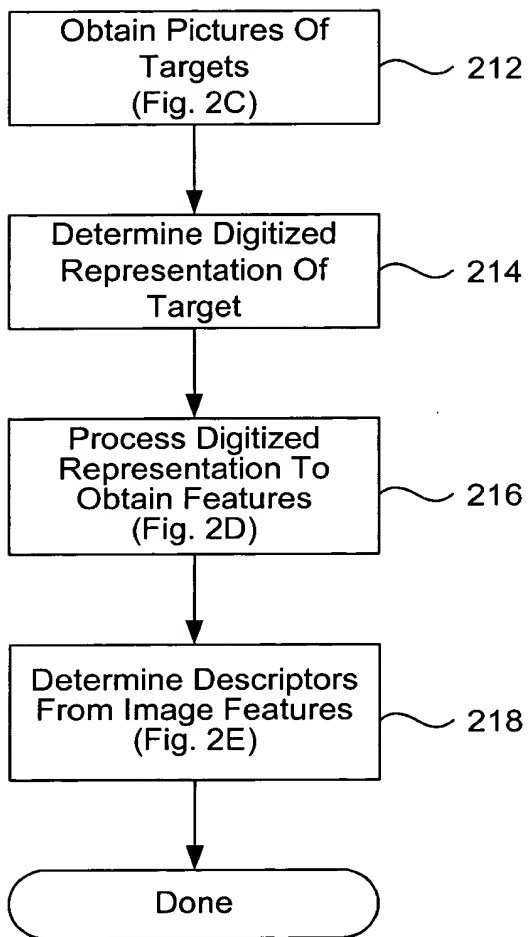 Obtain Pictures Of
Targets
(Fig. 2C)
212
Determine Digitized
Representation Of
Target
214
Process Digitized
Representation To
Obtain Features
(Fig. 2D)
216
Determine Descriptors
From Image Features
(Fig. 2E)
218
Done